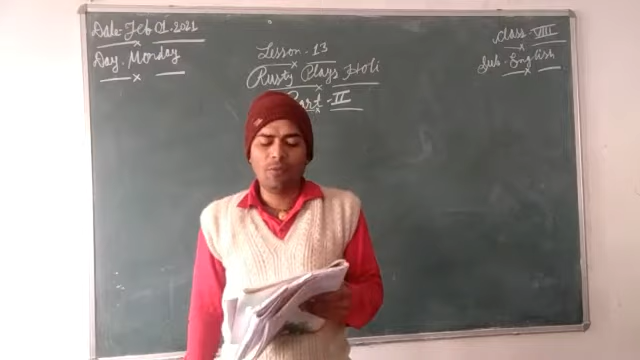 Date- Feb 01.2021
Day. Monday
Lesson-13
Rusty Plays Holi
Part-II
Class-VIII
Sub. English